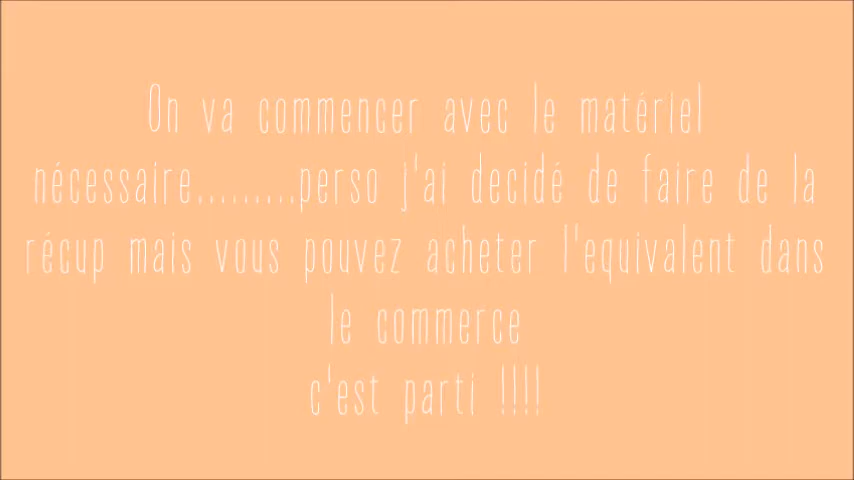 On va commencer avec le matériel
nécessaire.........perso j'ai decidé de faire de la
récup mais vous pouvez acheter l'equivalent dans
le commerce
c'est parti !!!!